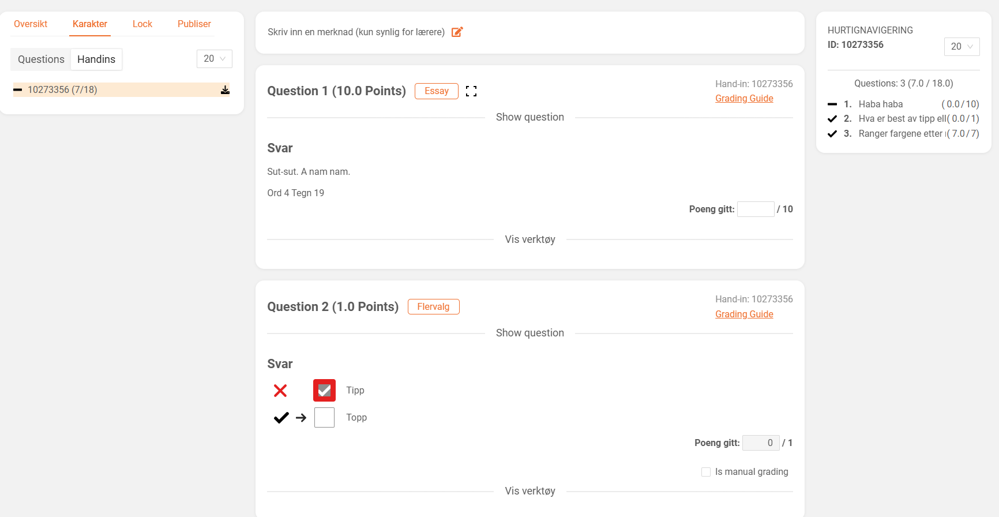 Oversikt Karakter Lock Publiser
Questions Handins 20
10273356 (7/18)
Skriv inn en merknad (kun synlig for lærere)
Question 1 (10.0 Points) Essay
Hand-in: 10273356
Grading Guide
Show question
Svar
Sut-sut. A nam nam.
Ord 4 Tegn 19
Poeng gitt: / 10
Vis verktøy
Question 2 (1.0 Points) Flervalg
Hand-in: 10273356
Grading Guide
Show question
Svar
Tipp
Topp
Poeng gitt: 0 / 1
Is manual grading
Vis verktøy
HURTIGNAVIGERING
ID: 10273356
20
Questions: 3 (7.0 / 18.0)
1. Haba haba ( 0.0 / 10)
2. Hva er best av tipp ell( 0.0 / 1)
3. Ranger fargene etter ( 7.0 / 7)